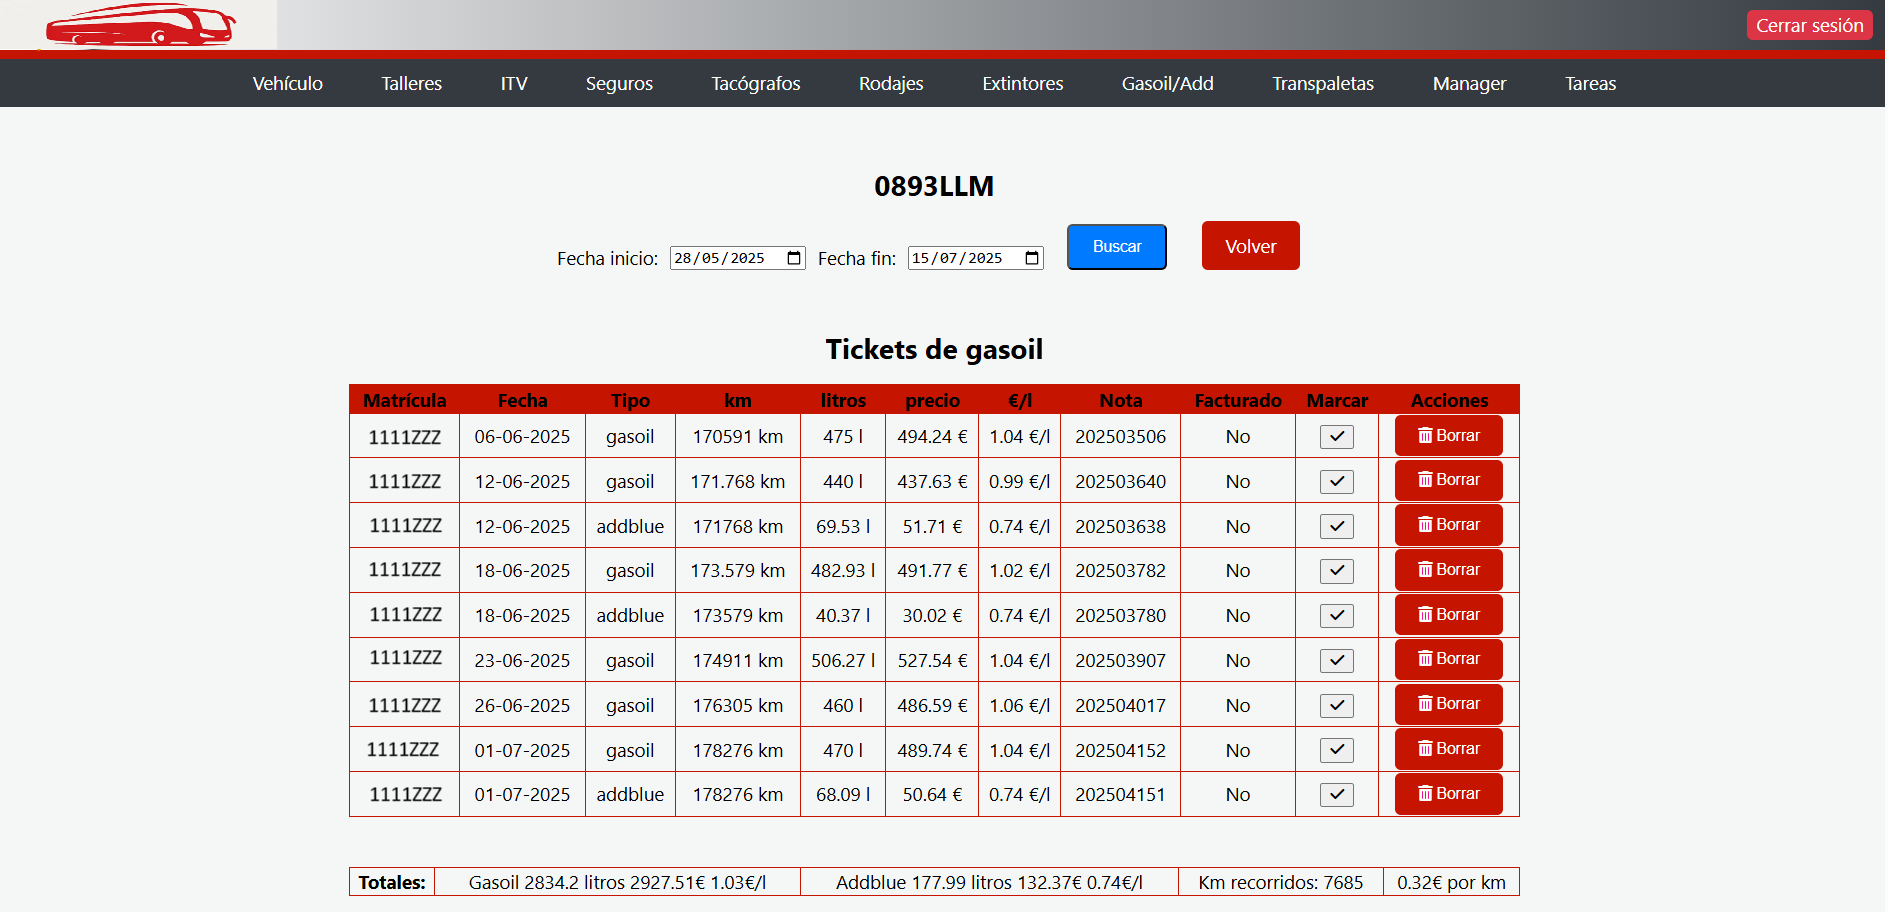 Cerrar sesión
Vehículo Talleres ITV Seguros Tacógrafos Rodajes Extintores Gasoil/Add Transpaletas Manager Tareas
0893LLM
Fecha inicio: 28/05/2025 Fecha fin: 15/07/2025 Buscar Volver
Tickets de gasoil
Matrícula Fecha Tipo km litros precio €/l Nota Facturado Marcar Acciones
1111ZZZ 06-06-2025 gasoil 170591 km 475 l 494.24 € 1.04 €/l 202503506 No Borrar
1111ZZZ 12-06-2025 gasoil 171.768 km 440 l 437.63 € 0.99 €/l 202503640 No Borrar
1111ZZZ 12-06-2025 addblue 171768 km 69.53 l 51.71 € 0.74 €/l 202503638 No Borrar
1111ZZZ 18-06-2025 gasoil 173.579 km 482.93 l 491.77 € 1.02 €/l 202503782 No Borrar
1111ZZZ 18-06-2025 addblue 173579 km 40.37 l 30.02 € 0.74 €/l 202503780 No Borrar
1111ZZZ 23-06-2025 gasoil 174911 km 506.27 l 527.54 € 1.04 €/l 202503907 No Borrar
1111ZZZ 26-06-2025 gasoil 176305 km 460 l 486.59 € 1.06 €/l 202504017 No Borrar
1111ZZZ 01-07-2025 gasoil 178276 km 470 l 489.74 € 1.04 €/l 202504152 No Borrar
1111ZZZ 01-07-2025 addblue 178276 km 68.09 l 50.64 € 0.74 €/l 202504151 No Borrar
Totales: Gasoil 2834.2 litros 2927.51€ 1.03€/l Addblue 177.99 litros 132.37€ 0.74€/l Km recorridos: 7685 0.32€ por km